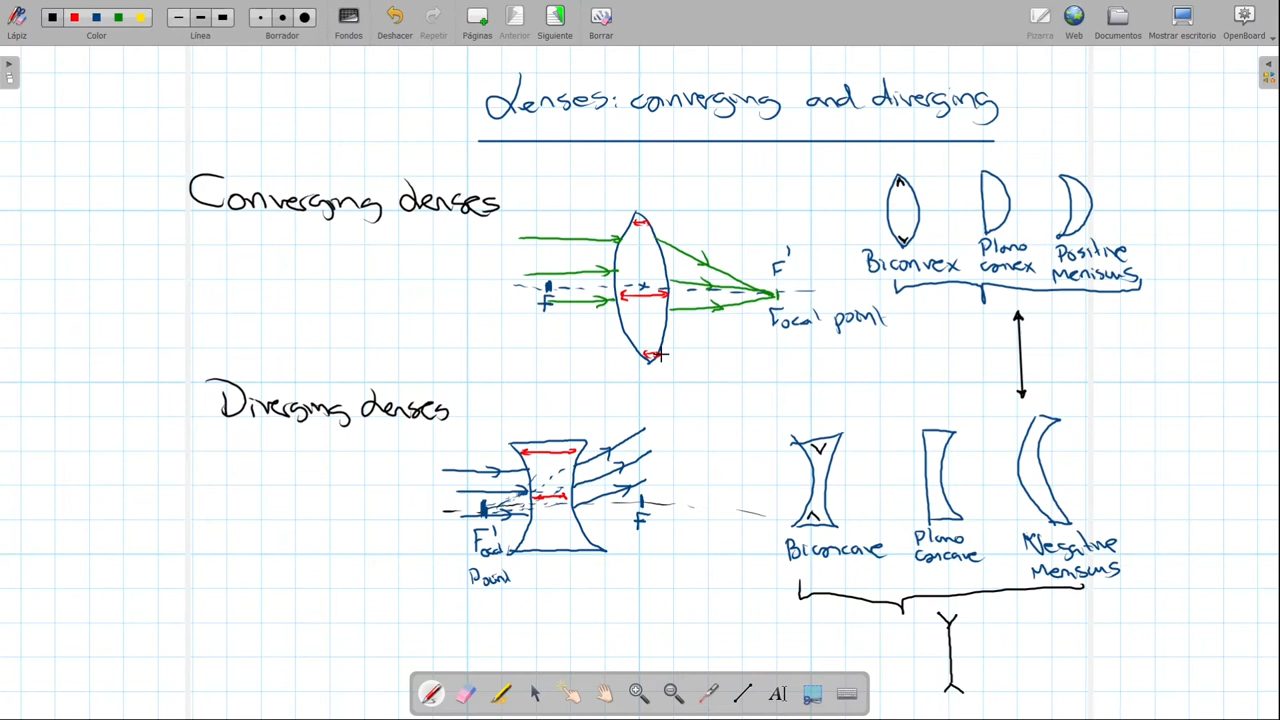 Lápiz Color Línea Borrador Fondos Deshacer Repetir Páginas Anterior Siguiente Borrar Pizarra Web Documentos Mostrar escritorio OpenBoard
Lenses: converging and diverging
Converging Lenses
F
F'
Focal point
Biconvex
Plano
convex
Positive
Meniscus
Diverging Lenses
F'
Focal
Point
F
Biconcave
Plano
concave
Negative
Meniscus